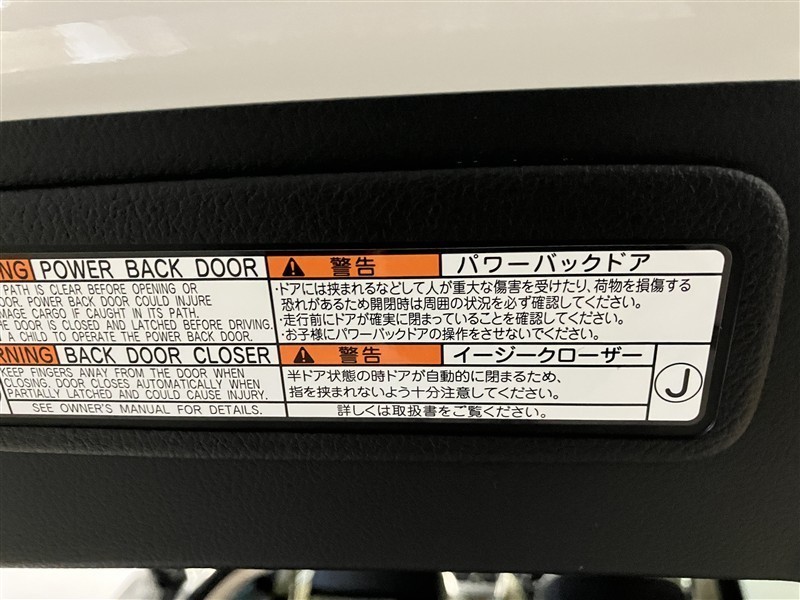 POWER BACK DOOR
PATH IS CLEAR BEFORE OPENING OR
POWER BACK DOOR COULD INJURE
CARGO IF CAUGHT IN ITS PATH.
DOOR IS CLOSED AND LATCHED BEFORE DRIVING.
A CHILD TO OPERATE THE POWER BACK DOOR.
BACK DOOR CLOSER
KEEP FINGERS AWAY FROM THE DOOR WHEN
CLOSING. DOOR CLOSES AUTOMATICALLY WHEN
PARTIALLY LATCHED AND COULD CAUSE INJURY.
SEE OWNER'S MANUAL FOR DETAILS.
警告 パワーバックドア
・ドアには挟まれるなどして人が重大な傷害を受けたり、荷物を損傷する
恐れがあるため開閉時は周囲の状況を必ず確認してください。
・走行前にドアが確実に閉まっていることを確認してください。
・お子様にパワーバックドアの操作をさせないでください。
警告 イージークローザー
半ドア状態の時ドアが自動的に閉まるため、
指を挟まれないよう十分注意してください。
詳しくは取扱書をご覧ください。
J